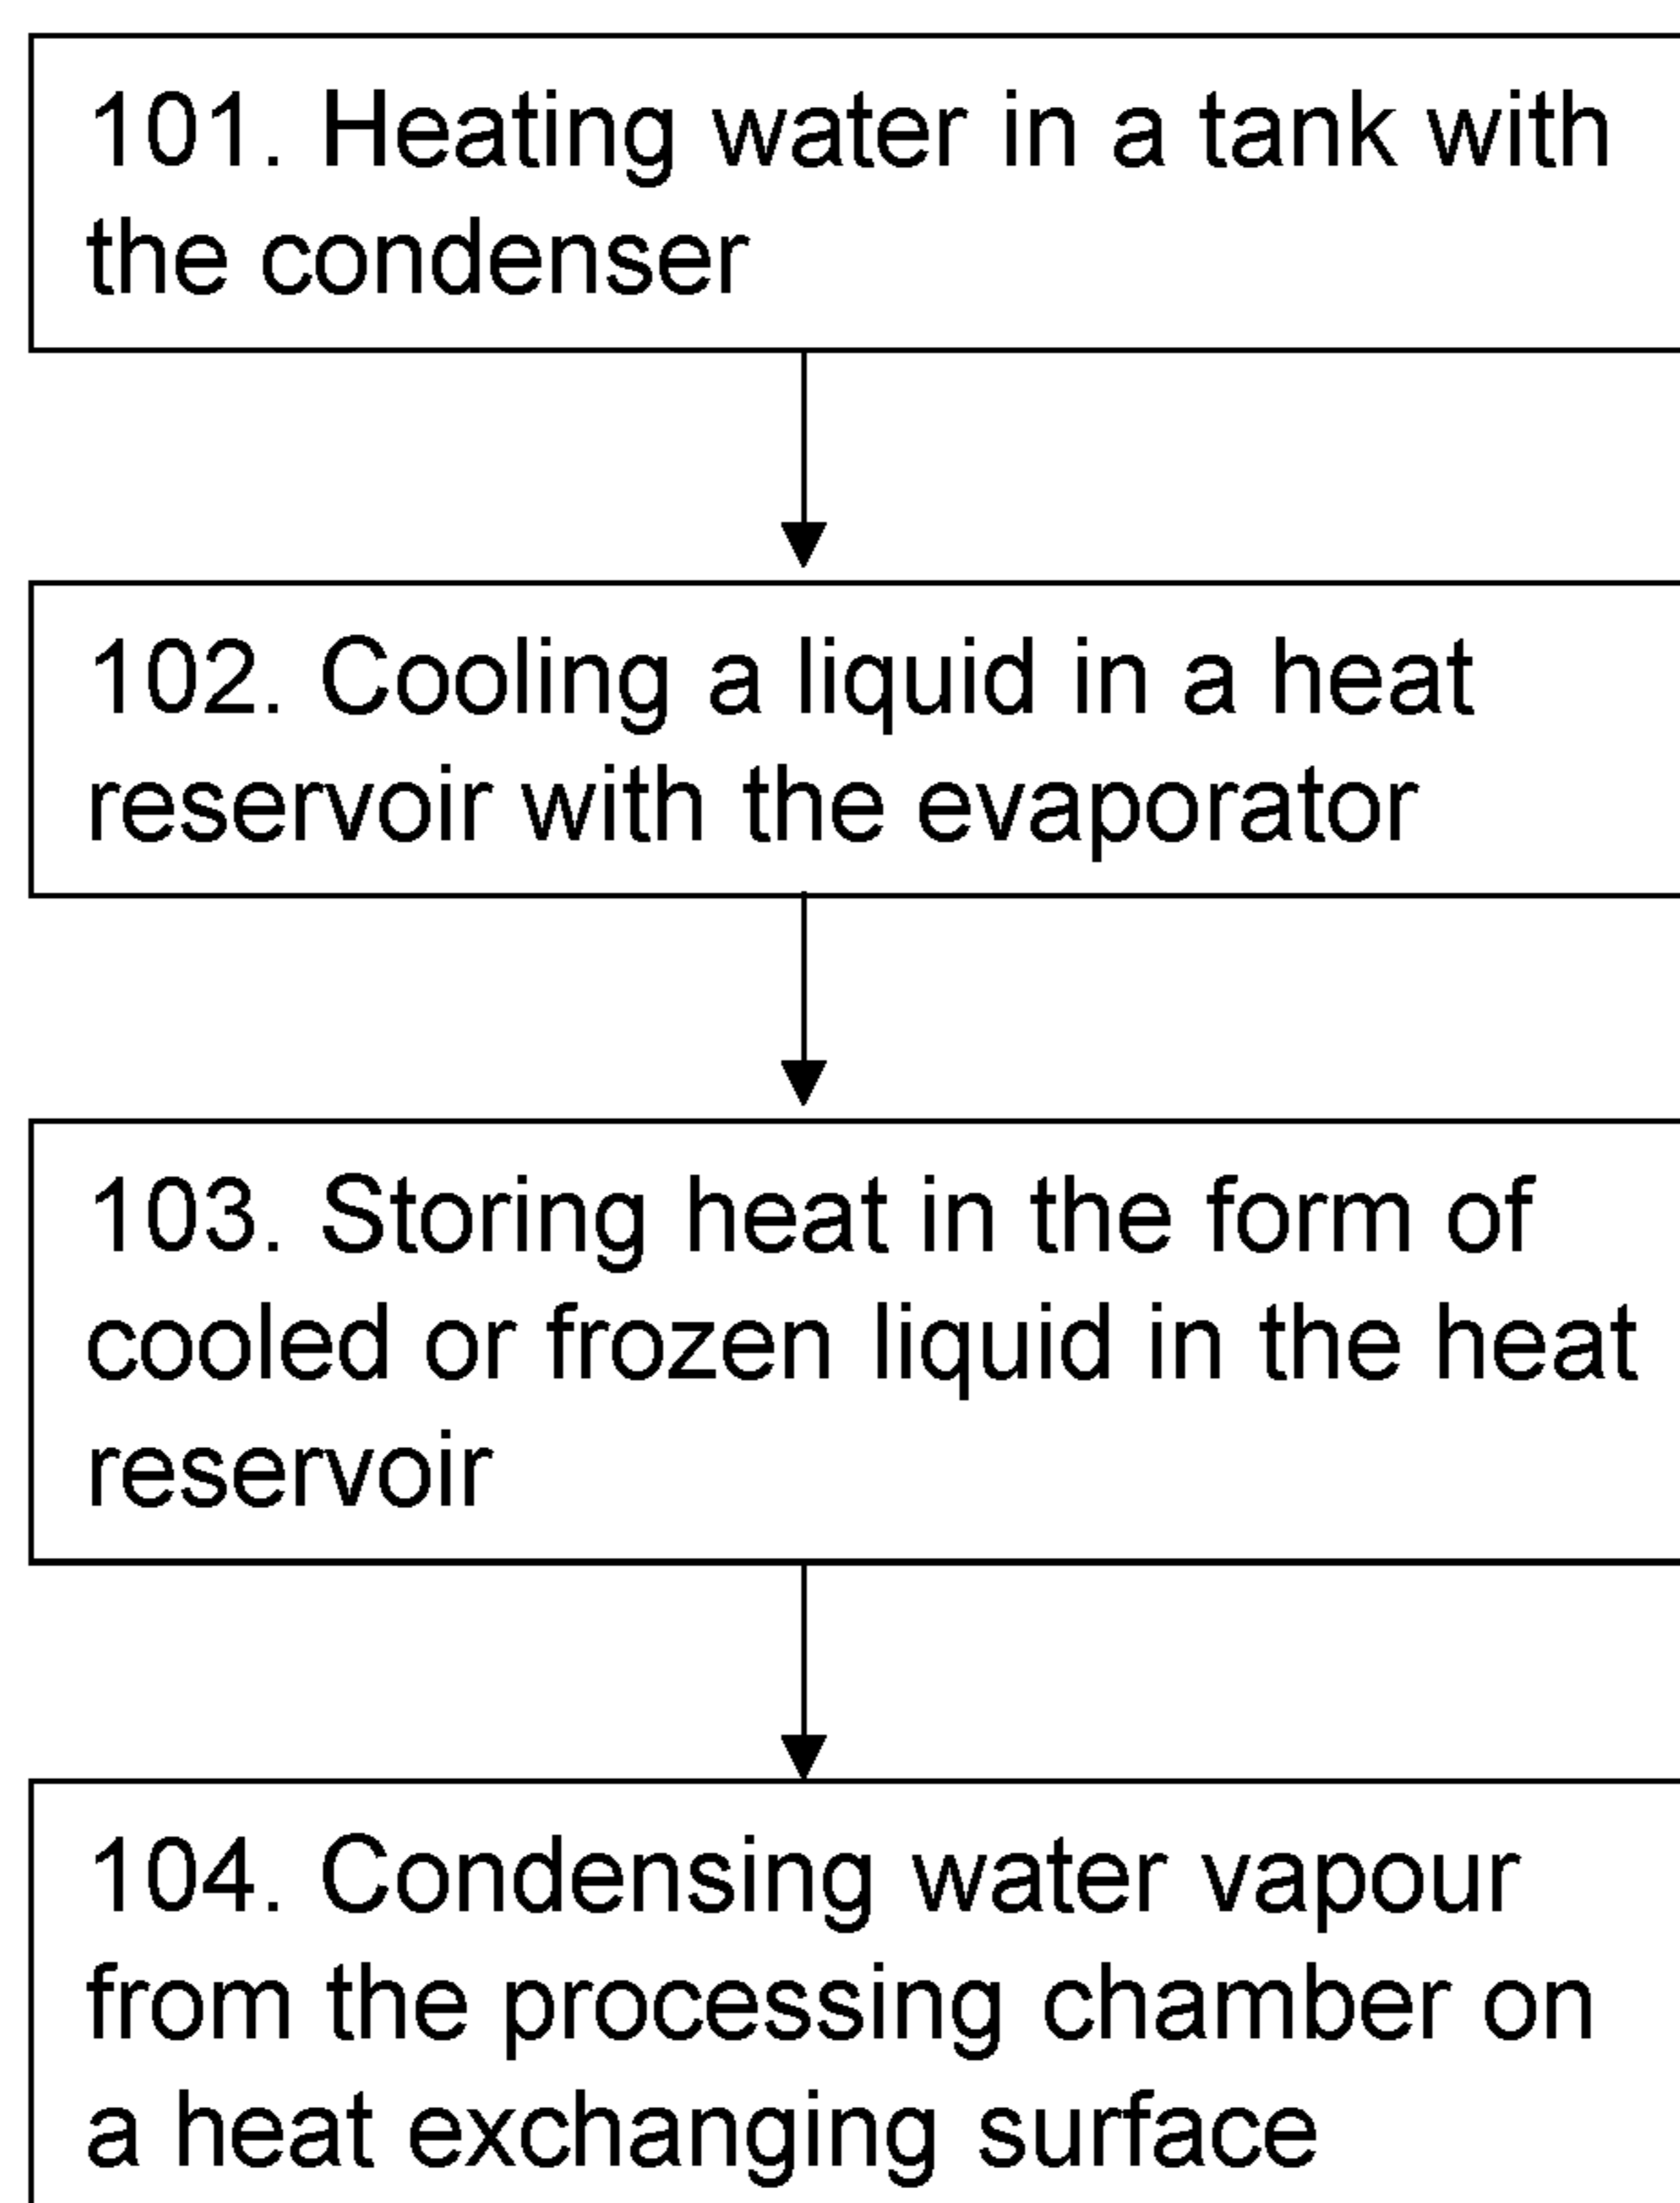 101. Heating water in a tank with
the condenser
102. Cooling a liquid in a heat
reservoir with the evaporator
103. Storing heat in the form of
cooled or frozen liquid in the heat
reservoir
104. Condensing water vapour
from the processing chamber on
a heat exchanging surface